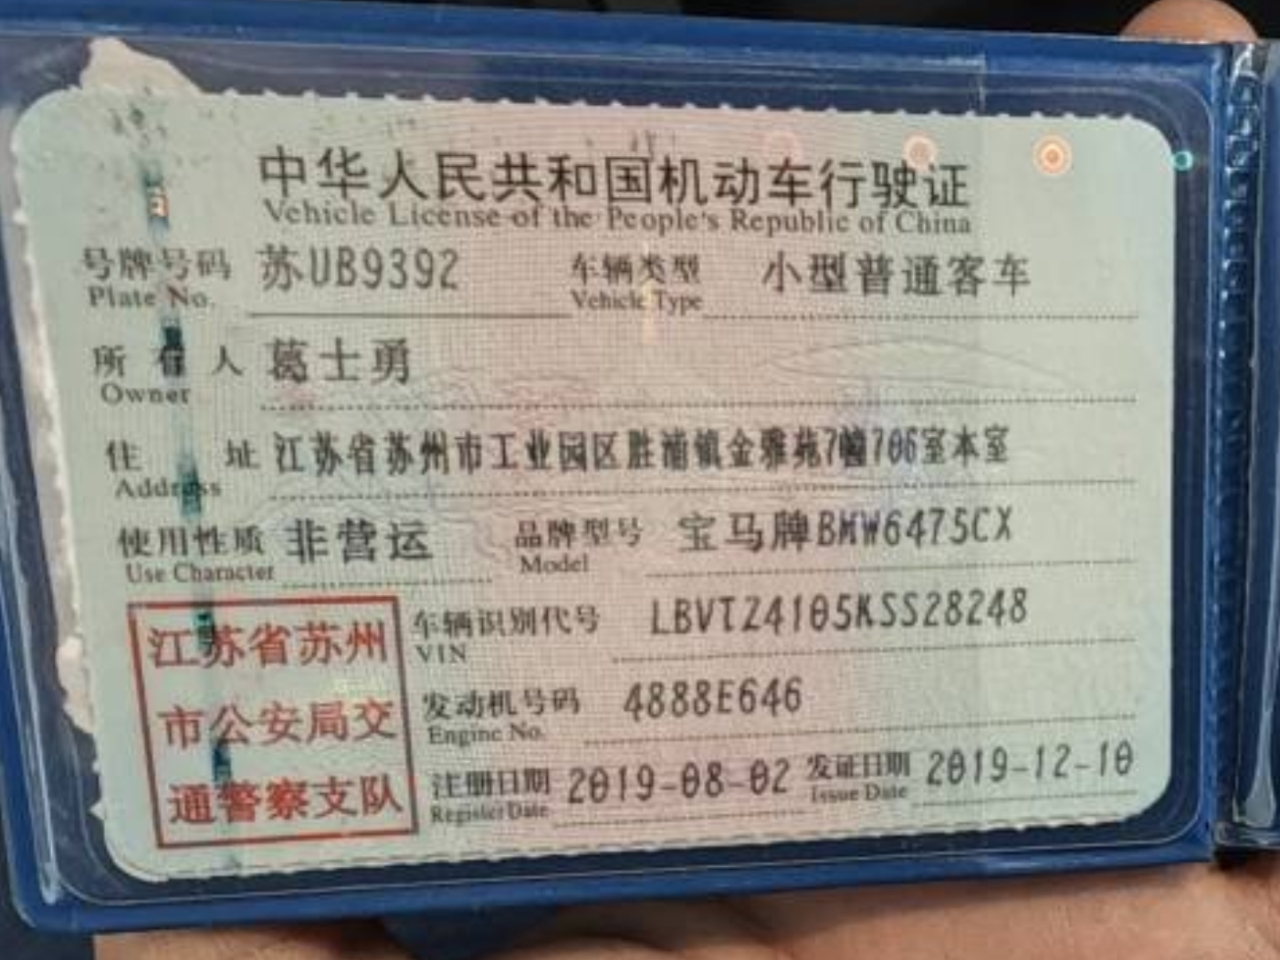 中华人民共和国机动车行驶证
Vehicle License of the People's Republic of China
号牌号码 苏UB9392 车辆类型 小型普通客车
Plate No. Vehicle Type
所有人 葛士勇
Owner
住址 江苏省苏州市工业园区胜浦镇金雅苑7幢706室本室
Address
使用性质 非营运 品牌型号 宝马牌BMW6475CX
Use Character Model
江苏省苏州
市公安局交
通警察支队
车辆识别代号 LBVTZ4105KSS28248
VIN
发动机号码 4888E646
Engine No.
注册日期 2019-08-02 发证日期 2019-12-10
Register Date Issue Date